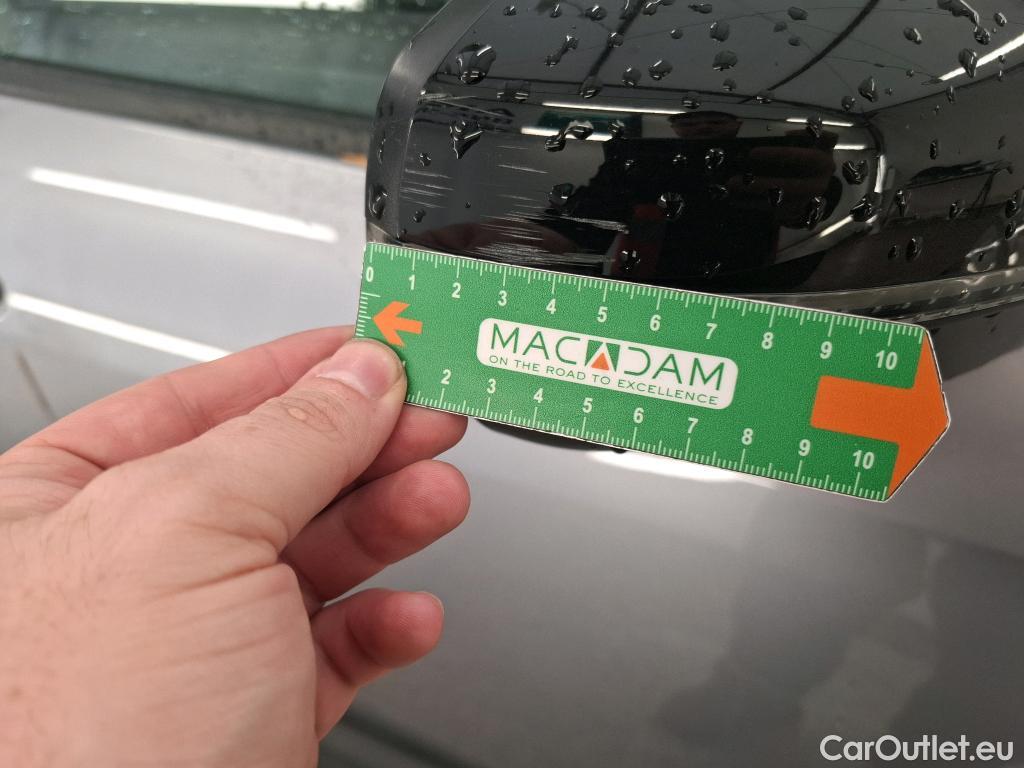 0 1 2 3 4 5 6 7 8 9 10
MACADAM
ON THE ROAD TO EXCELLENCE
2 3 4 5 6 7 8 9 10
CarOutlet.eu